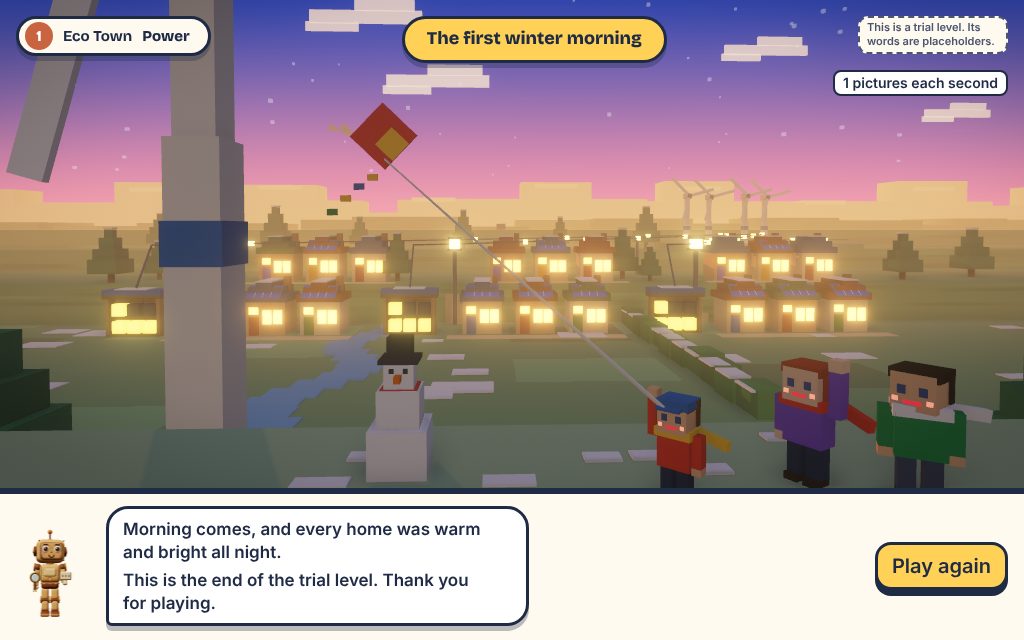 1 Eco Town Power
The first winter morning
This is a trial level. Its
words are placeholders.
1 pictures each second
Morning comes, and every home was warm
and bright all night.
This is the end of the trial level. Thank you
for playing.
Play again